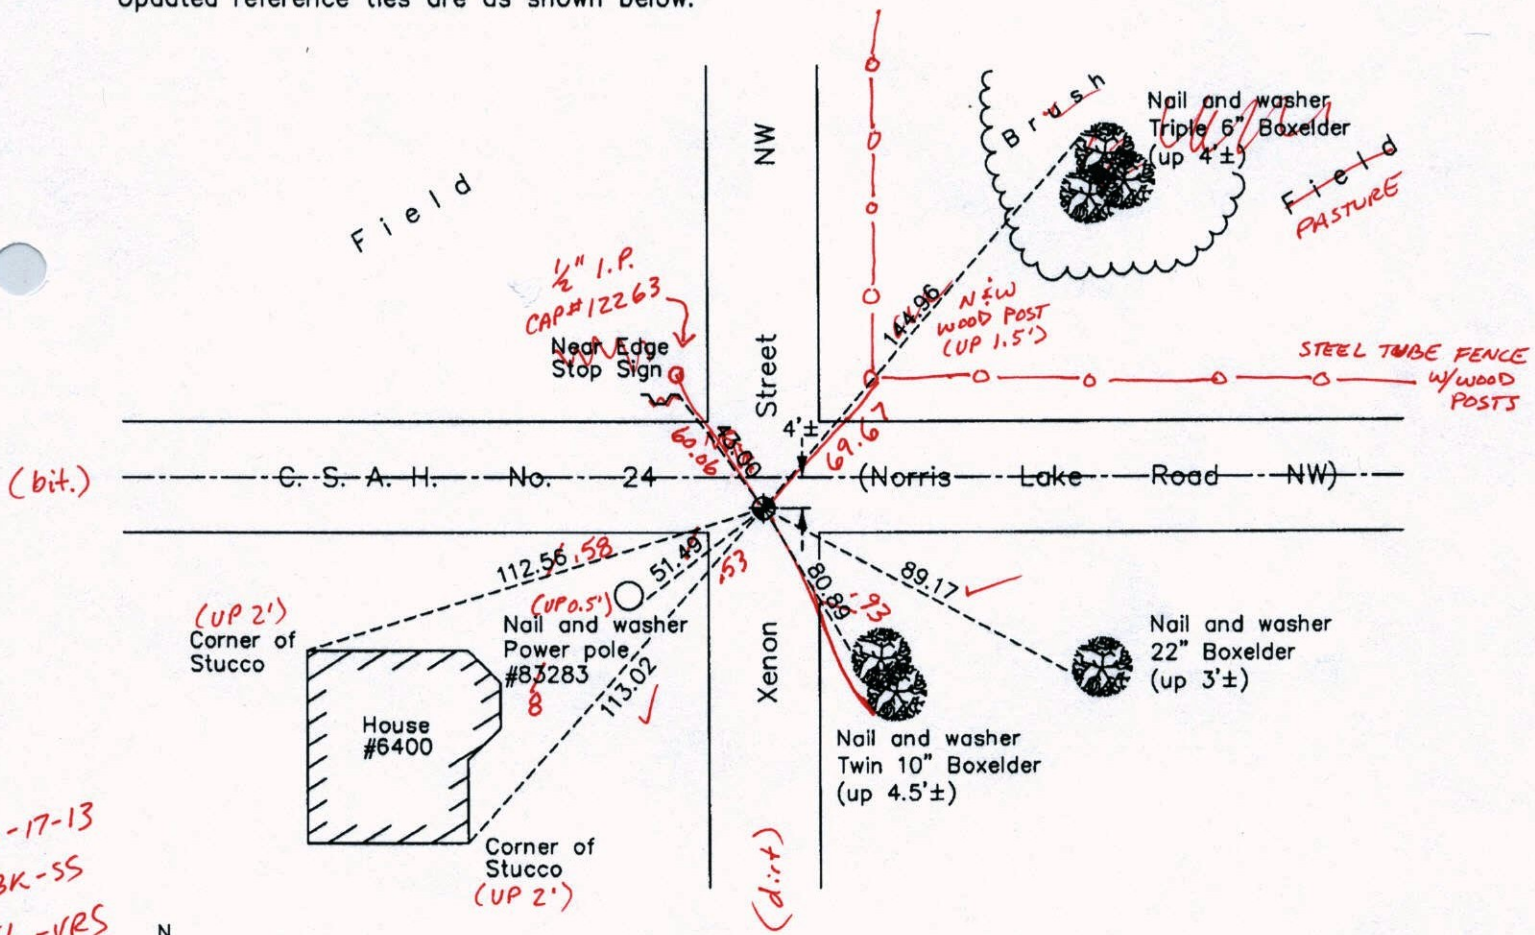 Updated reference ties are as shown below.
Field
NW
Street
Brush
Nail and washer
Triple 6" Boxelder
(up 4'±)
Field
PASTURE
1/2" I.P.
CAP#12263
Near Edge
Stop Sign
144.96
N&W
WOOD POST
(UP 1.5')
STEEL TUBE FENCE
W/WOOD
POSTS
43.00
60.06
4'±
69.67
(bit.)
C. S. A. H. No. 24 (Norris Lake Road NW)
112.56 .58
51.49
.53
80.89 .93
89.17 ✓
(UP 2')
Corner of
Stucco
(UP 0.5')
Nail and washer
Power pole
#83283
8
113.02 ✓
House
#6400
Xenon
Nail and washer
22" Boxelder
(up 3'±)
Nail and washer
Twin 10" Boxelder
(up 4.5'±)
Corner of
Stucco
(UP 2')
(dirt)
-17-13
BK-SS
-VRS
N